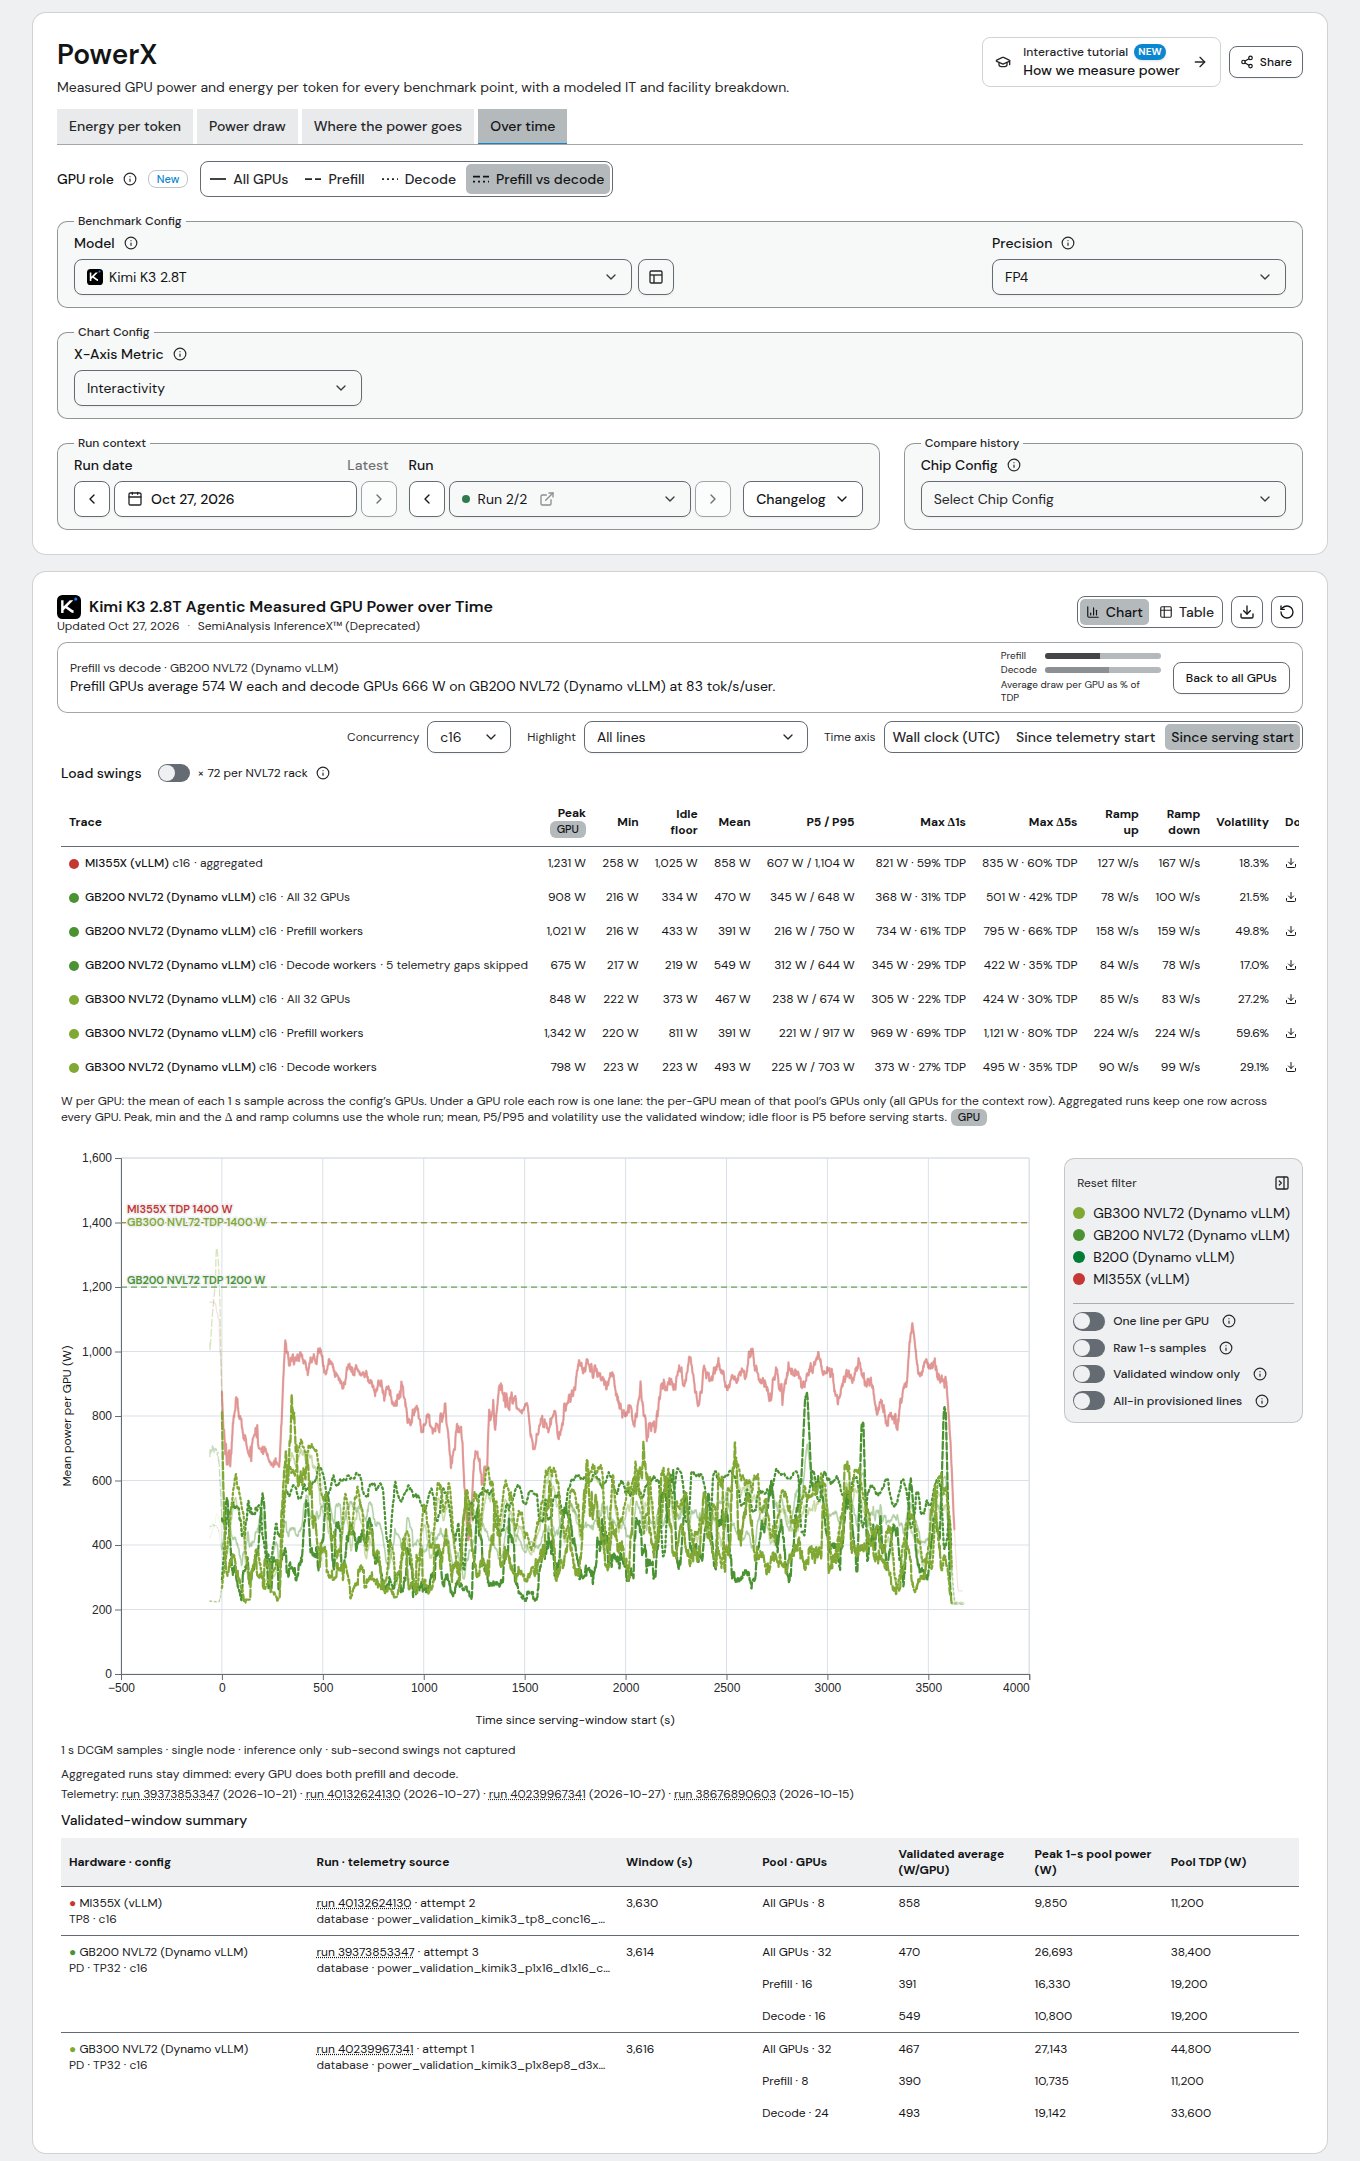 PowerX
Measured GPU power and energy per token for every benchmark point, with a modeled IT and facility breakdown.
Interactive tutorial NEW
How we measure power
Share
Energy per token
Power draw
Where the power goes
Over time
GPU role New All GPUs Prefill Decode Prefill vs decode
Benchmark Config
Model
Precision
Kimi K3 2.8T
FP4
Chart Config
X-Axis Metric
Interactivity
Run context
Run date Latest Run
Oct 27, 2026
Run 2/2
Changelog
Compare history
Chip Config
Select Chip Config
Kimi K3 2.8T Agentic Measured GPU Power over Time
Updated Oct 27, 2026 · SemiAnalysis InferenceX™ (Deprecated)
Chart Table
Prefill vs decode · GB200 NVL72 (Dynamo vLLM)
Prefill GPUs average 574 W each and decode GPUs 666 W on GB200 NVL72 (Dynamo vLLM) at 83 tok/s/user.
Prefill
Decode
Average draw per GPU as % of
TDP
Back to all GPUs
Concurrency c16 Highlight All lines Time axis Wall clock (UTC) Since telemetry start Since serving start
Load swings × 72 per NVL72 rack
Trace Peak GPU Min Idle floor Mean P5 / P95 Max Δ1s Max Δ5s Ramp up Ramp down Volatility Do
MI355X (vLLM) c16 · aggregated 1,231 W 258 W 1,025 W 858 W 607 W / 1,104 W 821 W · 59% TDP 835 W · 60% TDP 127 W/s 167 W/s 18.3%
GB200 NVL72 (Dynamo vLLM) c16 · All 32 GPUs 908 W 216 W 334 W 470 W 345 W / 648 W 368 W · 31% TDP 501 W · 42% TDP 78 W/s 100 W/s 21.5%
GB200 NVL72 (Dynamo vLLM) c16 · Prefill workers 1,021 W 216 W 433 W 391 W 216 W / 750 W 734 W · 61% TDP 795 W · 66% TDP 158 W/s 159 W/s 49.8%
GB200 NVL72 (Dynamo vLLM) c16 · Decode workers · 5 telemetry gaps skipped 675 W 217 W 219 W 549 W 312 W / 644 W 345 W · 29% TDP 422 W · 35% TDP 84 W/s 78 W/s 17.0%
GB300 NVL72 (Dynamo vLLM) c16 · All 32 GPUs 848 W 222 W 373 W 467 W 238 W / 674 W 305 W · 22% TDP 424 W · 30% TDP 85 W/s 83 W/s 27.2%
GB300 NVL72 (Dynamo vLLM) c16 · Prefill workers 1,342 W 220 W 811 W 391 W 221 W / 917 W 969 W · 69% TDP 1,121 W · 80% TDP 224 W/s 224 W/s 59.6%
GB300 NVL72 (Dynamo vLLM) c16 · Decode workers 798 W 223 W 223 W 493 W 225 W / 703 W 373 W · 27% TDP 495 W · 35% TDP 90 W/s 99 W/s 29.1%
W per GPU: the mean of each 1 s sample across the config's GPUs. Under a GPU role each row is one lane: the per-GPU mean of that pool's GPUs only (all GPUs for the context row). Aggregated runs keep one row across
every GPU. Peak, min and the Δ and ramp columns use the whole run; mean, P5/P95 and volatility use the validated window; idle floor is P5 before serving starts. GPU
1,600
1,400
1,200
1,000
800
600
400
200
0
Mean power per GPU (W)
MI355X TDP 1400 W
GB300 NVL72 TDP 1400 W
GB200 NVL72 TDP 1200 W
−500 0 500 1000 1500 2000 2500 3000 3500 4000
Time since serving-window start (s)
Reset filter
GB300 NVL72 (Dynamo vLLM)
GB200 NVL72 (Dynamo vLLM)
B200 (Dynamo vLLM)
MI355X (vLLM)
One line per GPU
Raw 1-s samples
Validated window only
All-in provisioned lines
1 s DCGM samples · single node · inference only · sub-second swings not captured
Aggregated runs stay dimmed: every GPU does both prefill and decode.
Telemetry: run 39373853347 (2026-10-21) · run 40132624130 (2026-10-27) · run 40239967341 (2026-10-27) · run 38676890603 (2026-10-15)
Validated-window summary
Hardware · config Run · telemetry source Window (s) Pool · GPUs Validated average (W/GPU) Peak 1-s pool power (W) Pool TDP (W)
MI355X (vLLM) run 40132624130 · attempt 2 3,630 All GPUs · 8 858 9,850 11,200
TP8 · c16 database · power_validation_kimik3_tp8_conc16_…
GB200 NVL72 (Dynamo vLLM) run 39373853347 · attempt 3 3,614 All GPUs · 32 470 26,693 38,400
PD · TP32 · c16 database · power_validation_kimik3_p1x16_d1x16_c…
Prefill · 16 391 16,330 19,200
Decode · 16 549 10,800 19,200
GB300 NVL72 (Dynamo vLLM) run 40239967341 · attempt 1 3,616 All GPUs · 32 467 27,143 44,800
PD · TP32 · c16 database · power_validation_kimik3_p1x8ep8_d3x…
Prefill · 8 390 10,735 11,200
Decode · 24 493 19,142 33,600